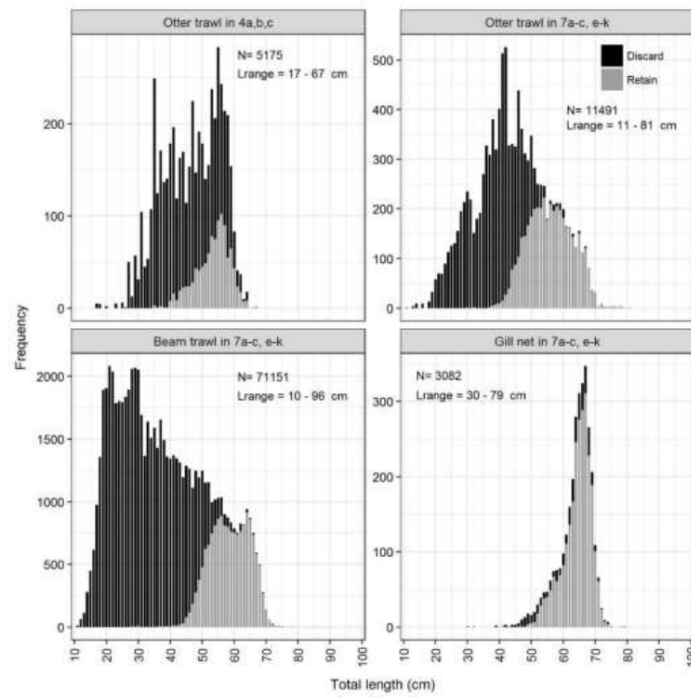 Otter trawl in 4a,b,c
N= 5175
Lrange = 17 - 67 cm
200
100
0
Otter trawl in 7a-c, e-k
Discard
Retain
N= 11491
Lrange = 11 - 81 cm
500
400
300
200
100
0
Frequency
Beam trawl in 7a-c, e-k
N= 71151
Lrange = 10 - 96 cm
2000
1500
1000
500
0
10 20 30 40 50 60 70 80 90 100
Gill net in 7a-c, e-k
N= 3082
Lrange = 30 - 79 cm
300
200
100
0
10 20 30 40 50 60 70 80 90 100
Total length (cm)